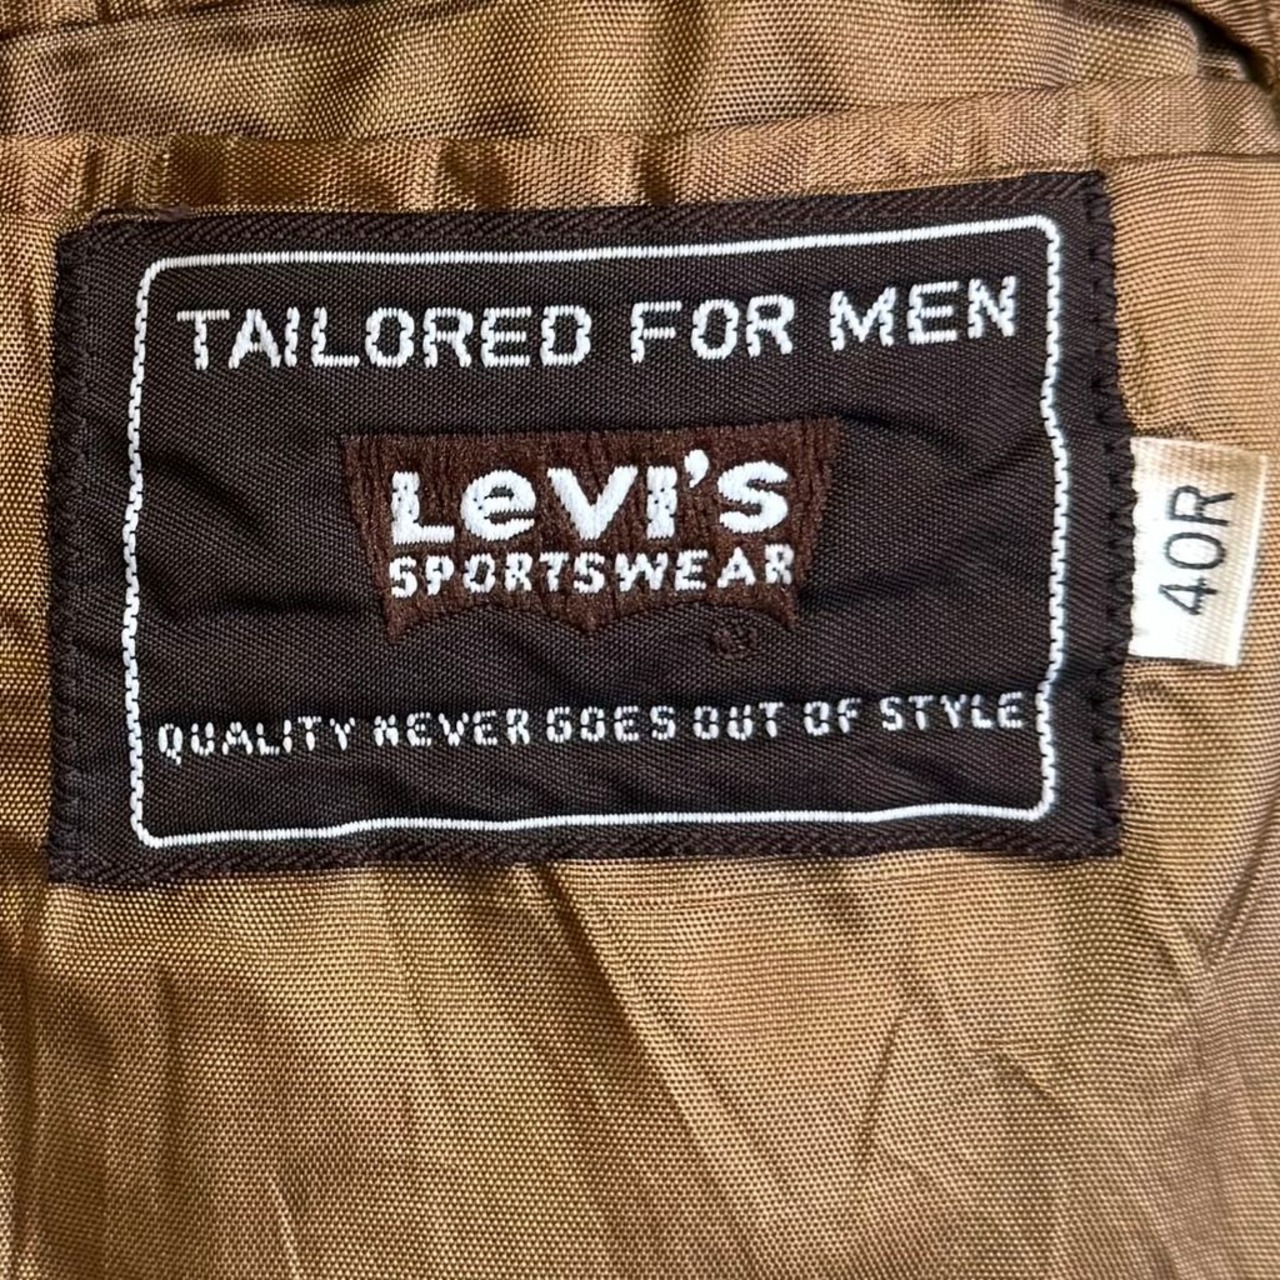 TAILORED FOR MEN
Levi's
SPORTSWEAR
®
QUALITY NEVER GOES OUT OF STYLE
40R